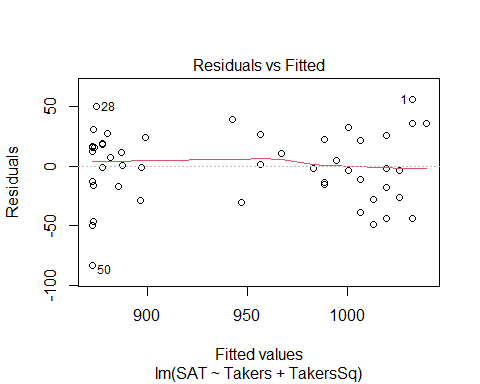 Residuals vs Fitted
Residuals
50
0
-50
-100
28
1
50
900
950
1000
Fitted values
lm(SAT ~ Takers + TakersSq)